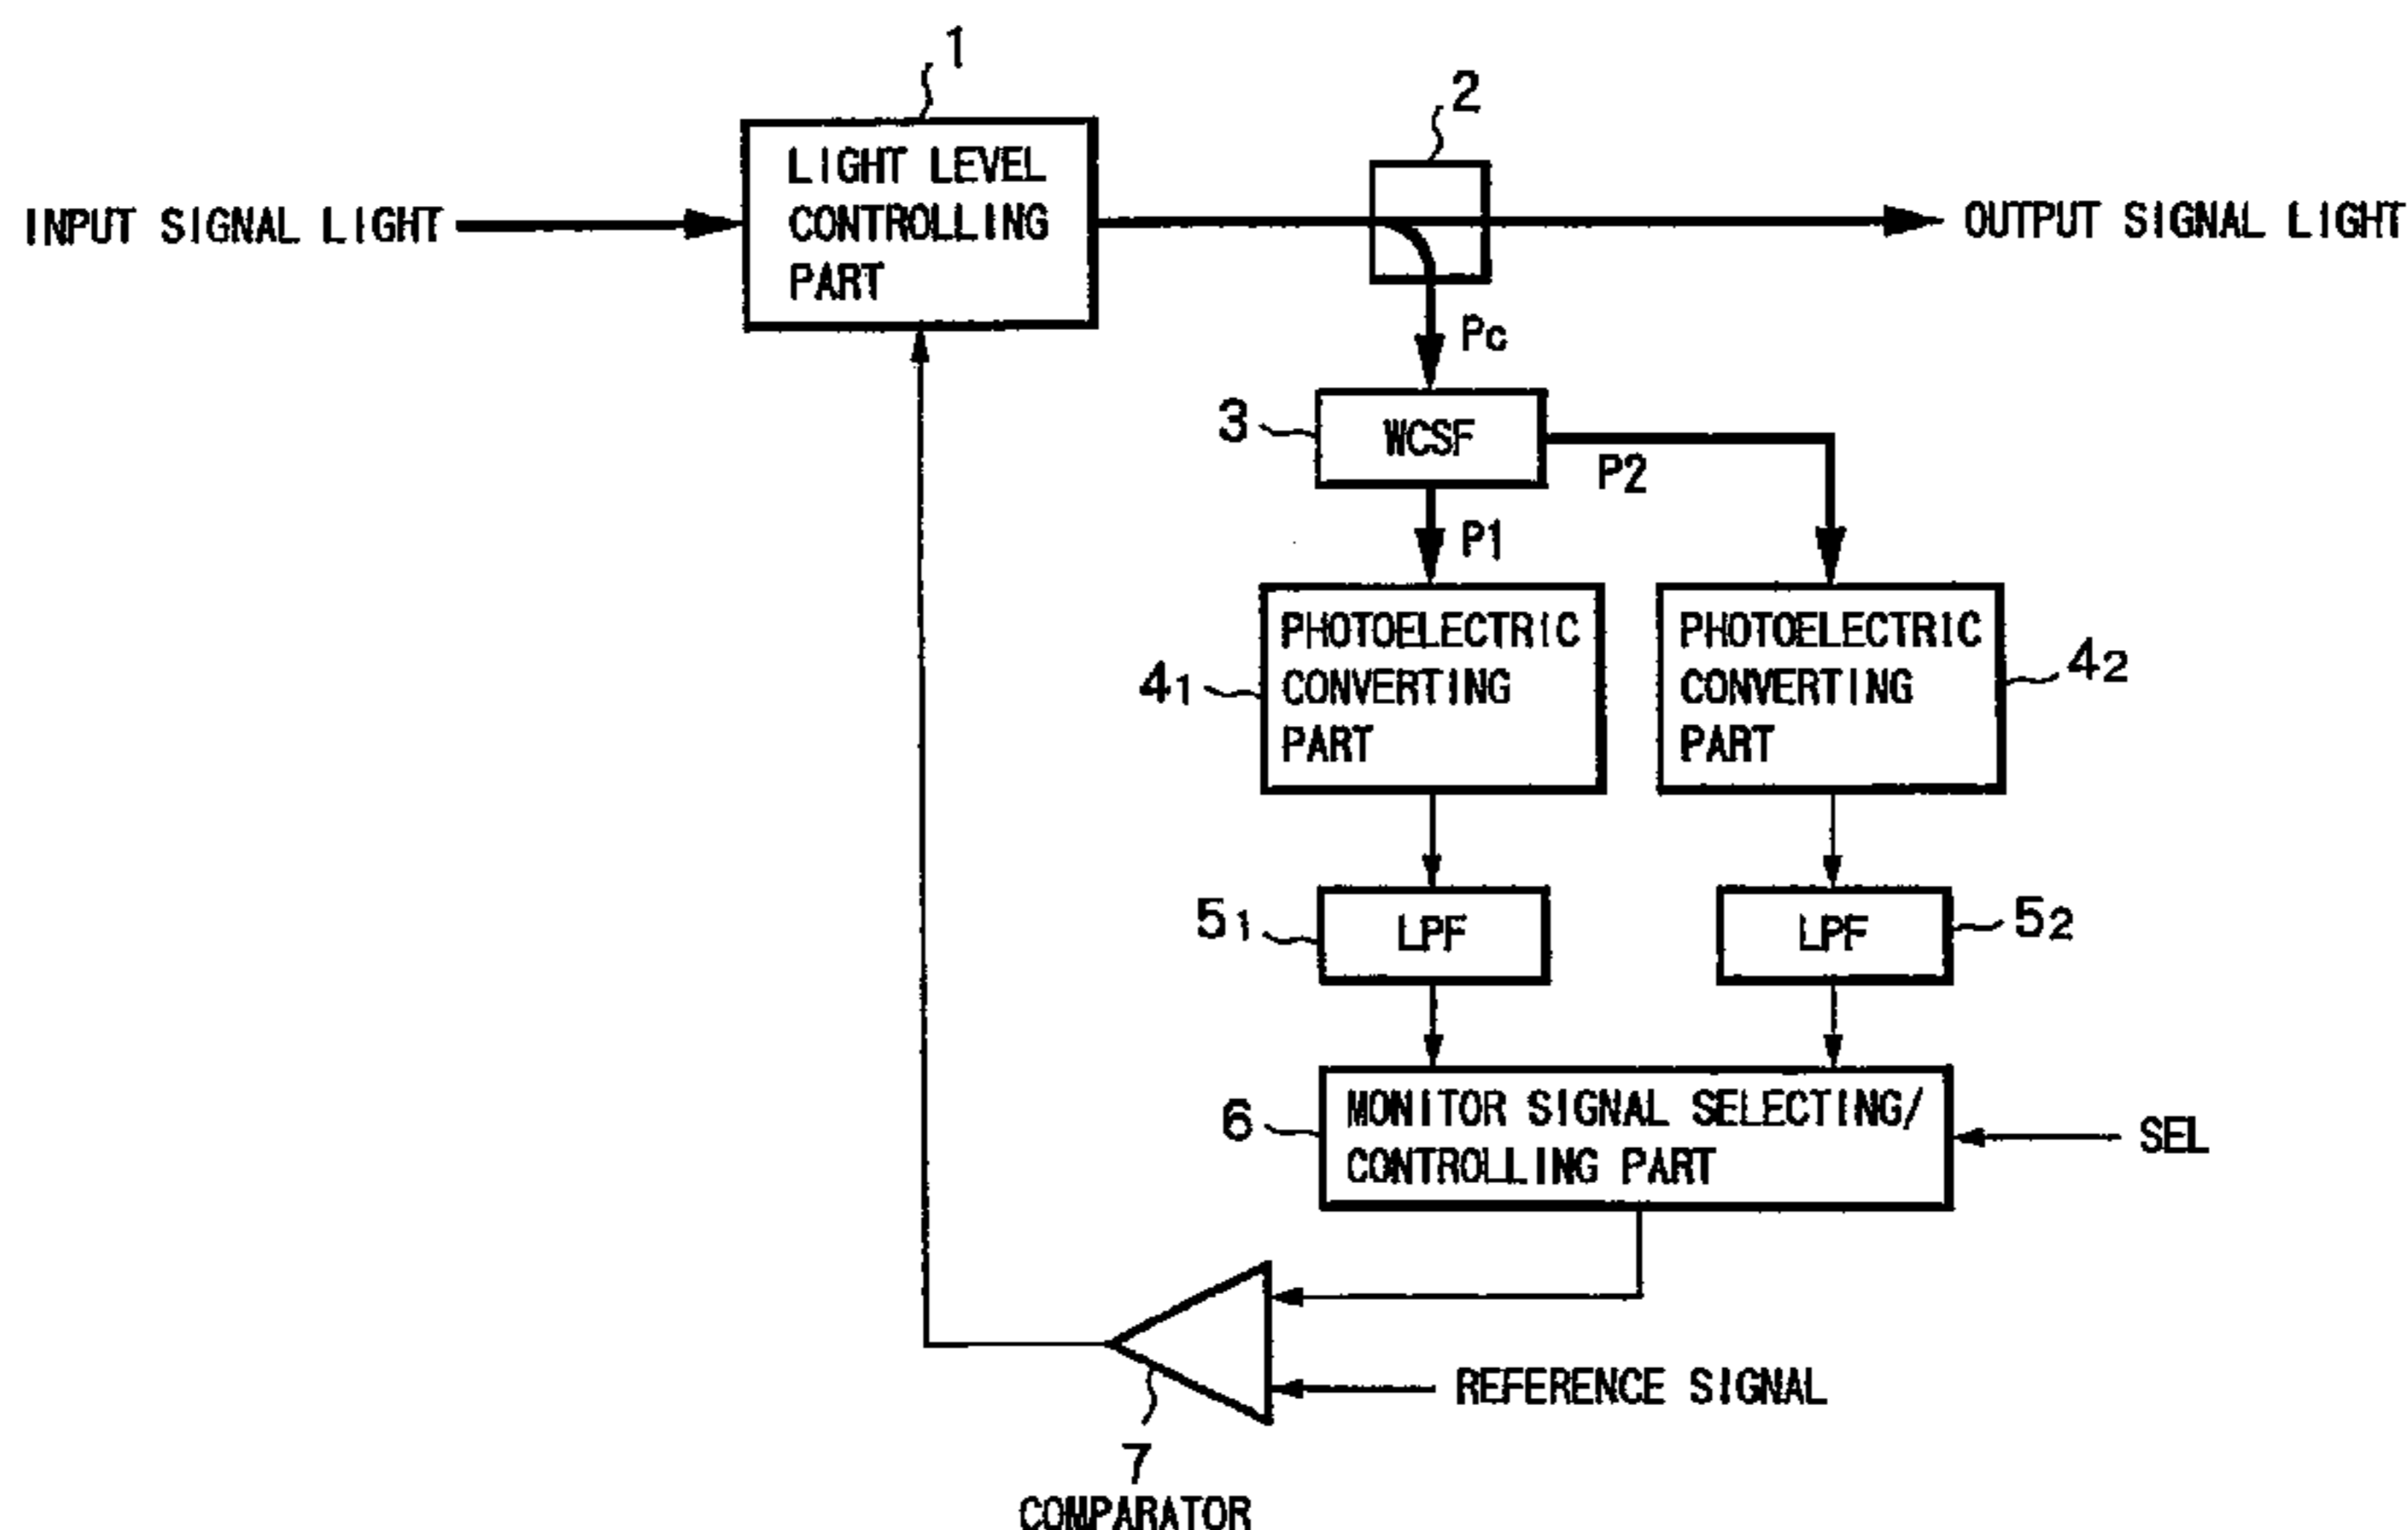 1
2
LIGHT LEVEL
CONTROLLING
PART
INPUT SIGNAL LIGHT
OUTPUT SIGNAL LIGHT
Pc
3
WCSF
P2
P1
PHOTOELECTRIC
CONVERTING
PART
41
PHOTOELECTRIC
CONVERTING
PART
42
51
LPF
LPF
52
6
MONITOR SIGNAL SELECTING/
CONTROLLING PART
SEL
REFERENCE SIGNAL
7
COMPARATOR